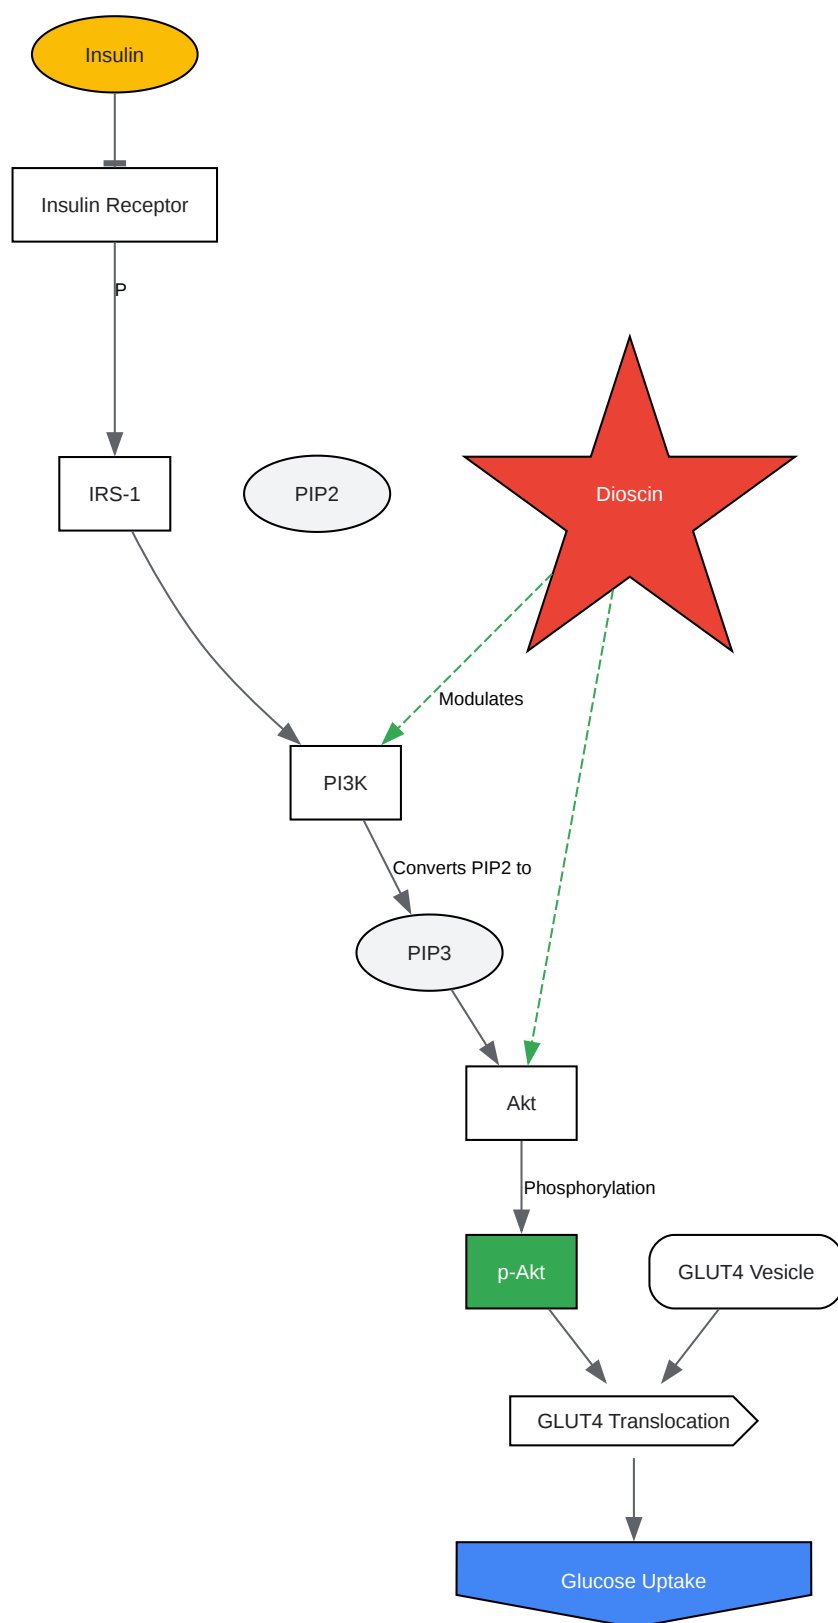 Insulin
Insulin Receptor
P
IRS-1
PIP2
Dioscin
Modulates
PI3K
Converts PIP2 to
PIP3
Akt
Phosphorylation
p-Akt
GLUT4 Vesicle
GLUT4 Translocation
Glucose Uptake